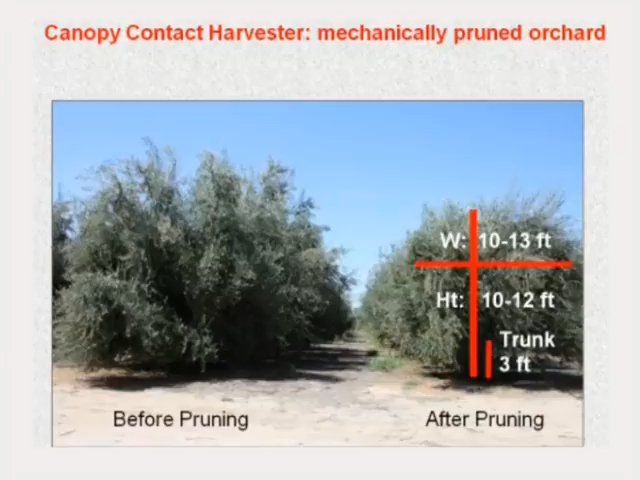 Canopy Contact Harvester: mechanically pruned orchard
W: 10-13 ft
Ht: 10-12 ft
Trunk
3 ft
Before Pruning
After Pruning